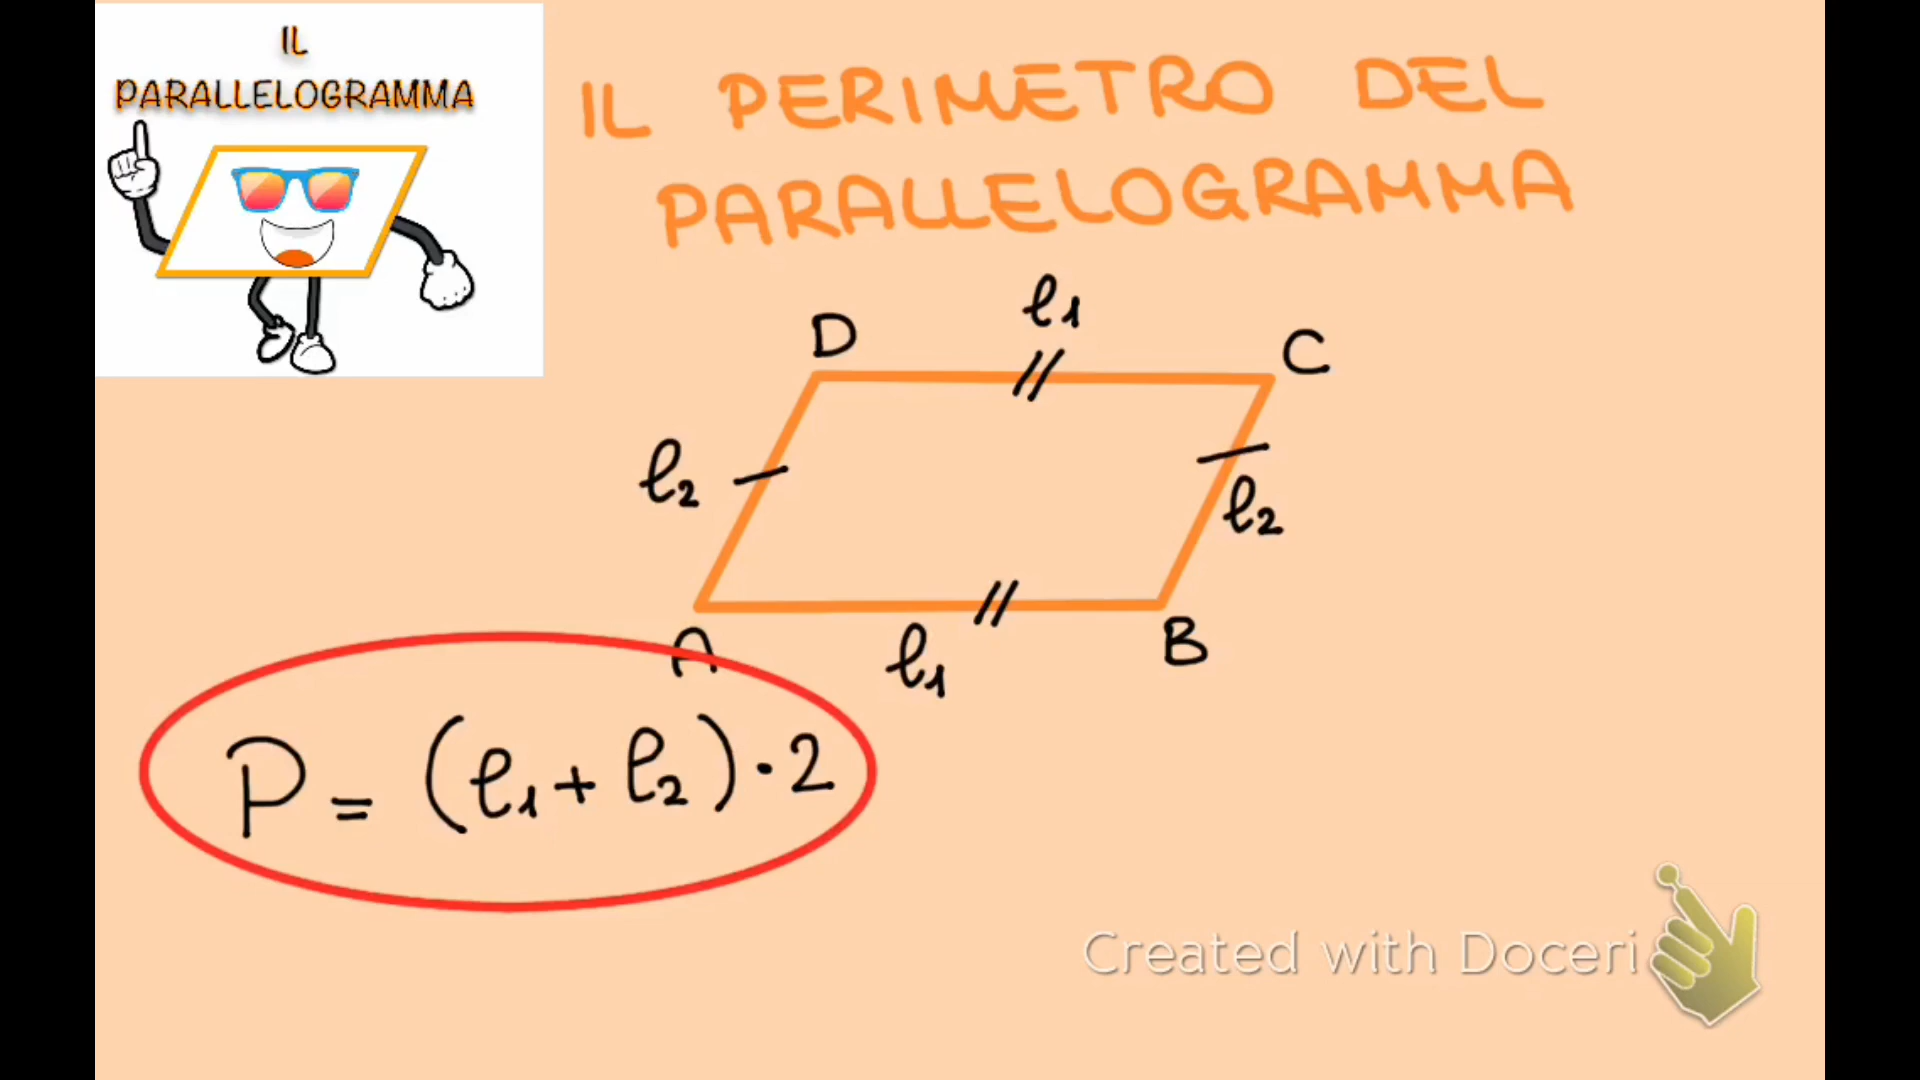 IL
PARALLELOGRAMMA
IL PERIMETRO DEL
PARALLELOGRAMMA
D
ℓ1
C
ℓ2
ℓ2
A
ℓ1
B
P = (ℓ1 + ℓ2) · 2
Created with Doceri